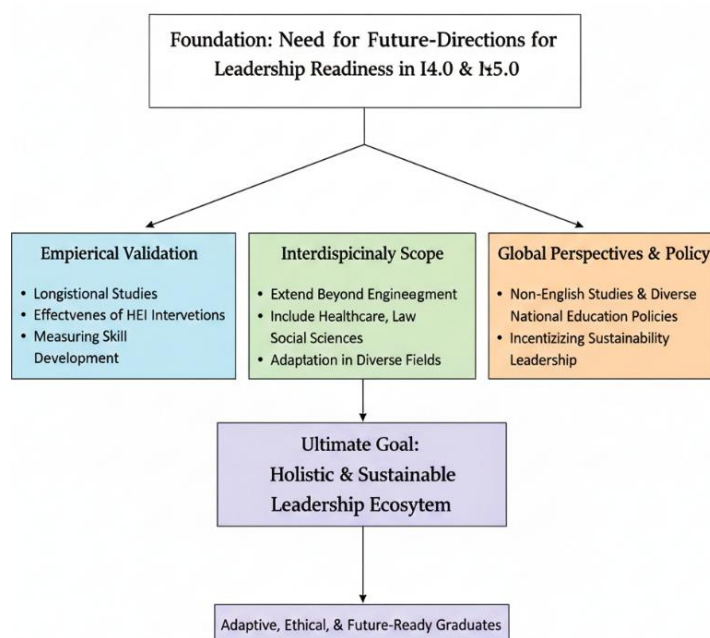 Foundation: Need for Future-Directions for
Leadership Readiness in I4.0 & I‑t5.0
Empierical Validation
• Longistional Studies
• Effectvenes of HEI Intervetions
• Measuring Skill
Development
Interdispicinaly Scope
• Extend Beyond Engineegment
• Include Healthcare, Law
Social Sciences
• Adaptation in Diverse Fields
Global Perspectives & Policy
• Non-English Studies & Diverse
National Education Policies
• Incentizizing Sustainability
Leadership
Ultimate Goal:
Holistic & Sustainable
Leadership Ecosytem
Adaptive, Ethical, & Future-Ready Graduates